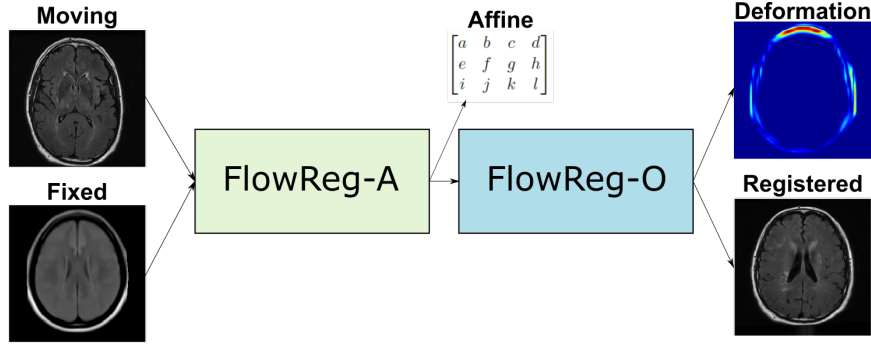 Moving
Affine
Deformation
a b c d
e f g h
i j k l
Fixed
FlowReg-A
FlowReg-O
Registered